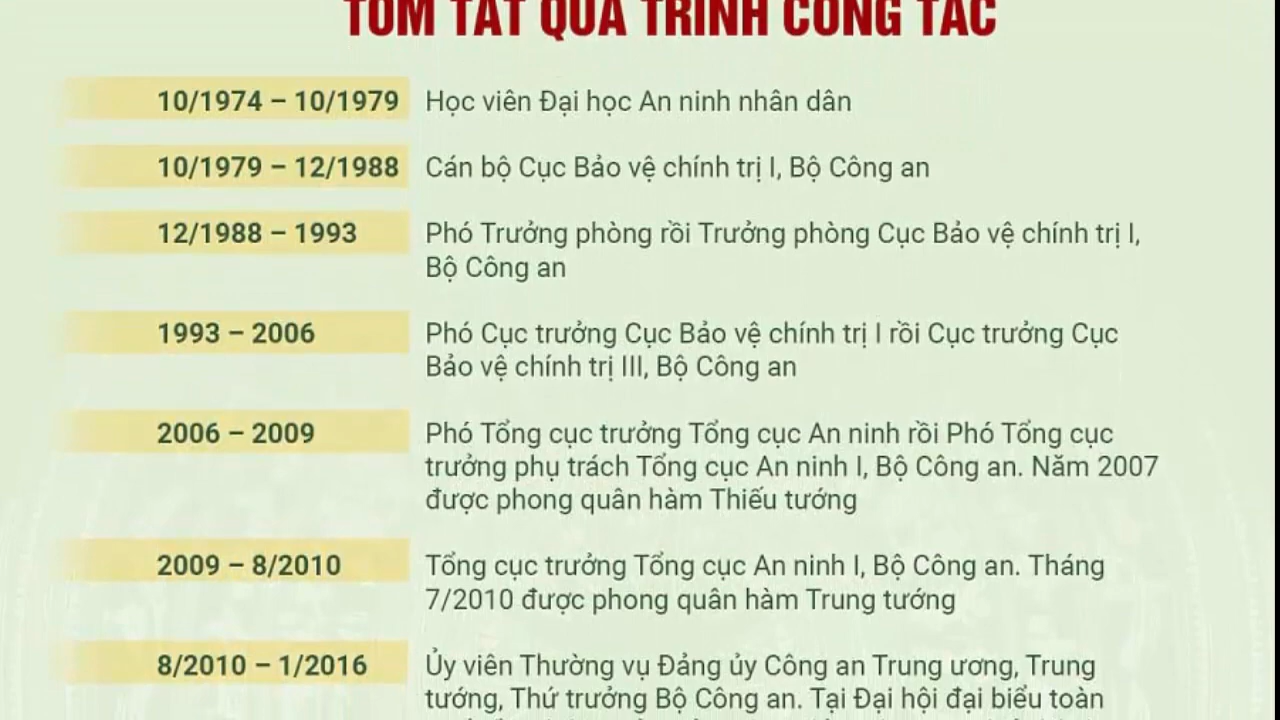 TÓM TẮT QUÁ TRÌNH CÔNG TÁC
10/1974 – 10/1979 Học viên Đại học An ninh nhân dân
10/1979 – 12/1988 Cán bộ Cục Bảo vệ chính trị I, Bộ Công an
12/1988 – 1993 Phó Trưởng phòng rồi Trưởng phòng Cục Bảo vệ chính trị I,
Bộ Công an
1993 – 2006 Phó Cục trưởng Cục Bảo vệ chính trị I rồi Cục trưởng Cục
Bảo vệ chính trị III, Bộ Công an
2006 – 2009 Phó Tổng cục trưởng Tổng cục An ninh rồi Phó Tổng cục
trưởng phụ trách Tổng cục An ninh I, Bộ Công an. Năm 2007
được phong quân hàm Thiếu tướng
2009 – 8/2010 Tổng cục trưởng Tổng cục An ninh I, Bộ Công an. Tháng
7/2010 được phong quân hàm Trung tướng
8/2010 – 1/2016 Ủy viên Thường vụ Đảng ủy Công an Trung ương, Trung
tướng, Thứ trưởng Bộ Công an. Tại Đại hội đại biểu toàn